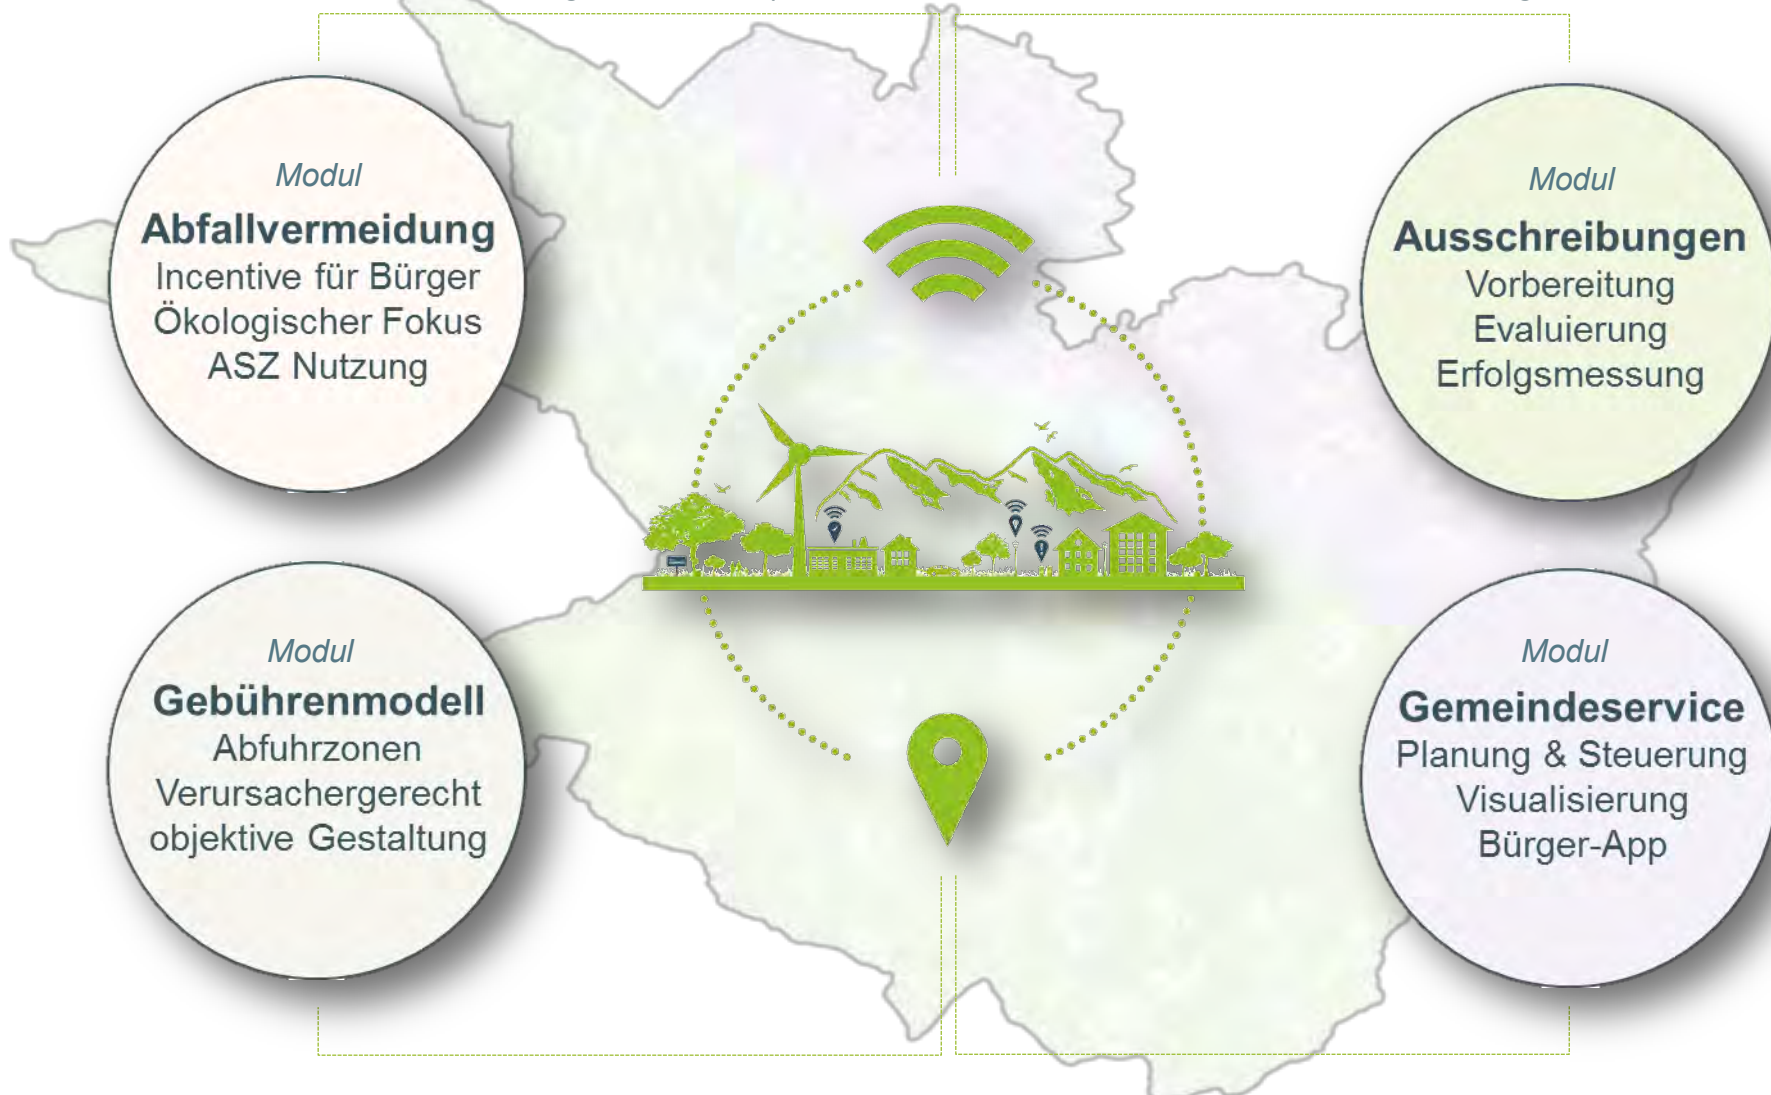 Modul
Abfallvermeidung
Incentive für Bürger
Ökologischer Fokus
ASZ Nutzung
Modul
Ausschreibungen
Vorbereitung
Evaluierung
Erfolgsmessung
Modul
Gebührenmodell
Abfuhrzonen
Verursachergerecht
objektive Gestaltung
Modul
Gemeindeservice
Planung & Steuerung
Visualisierung
Bürger-App